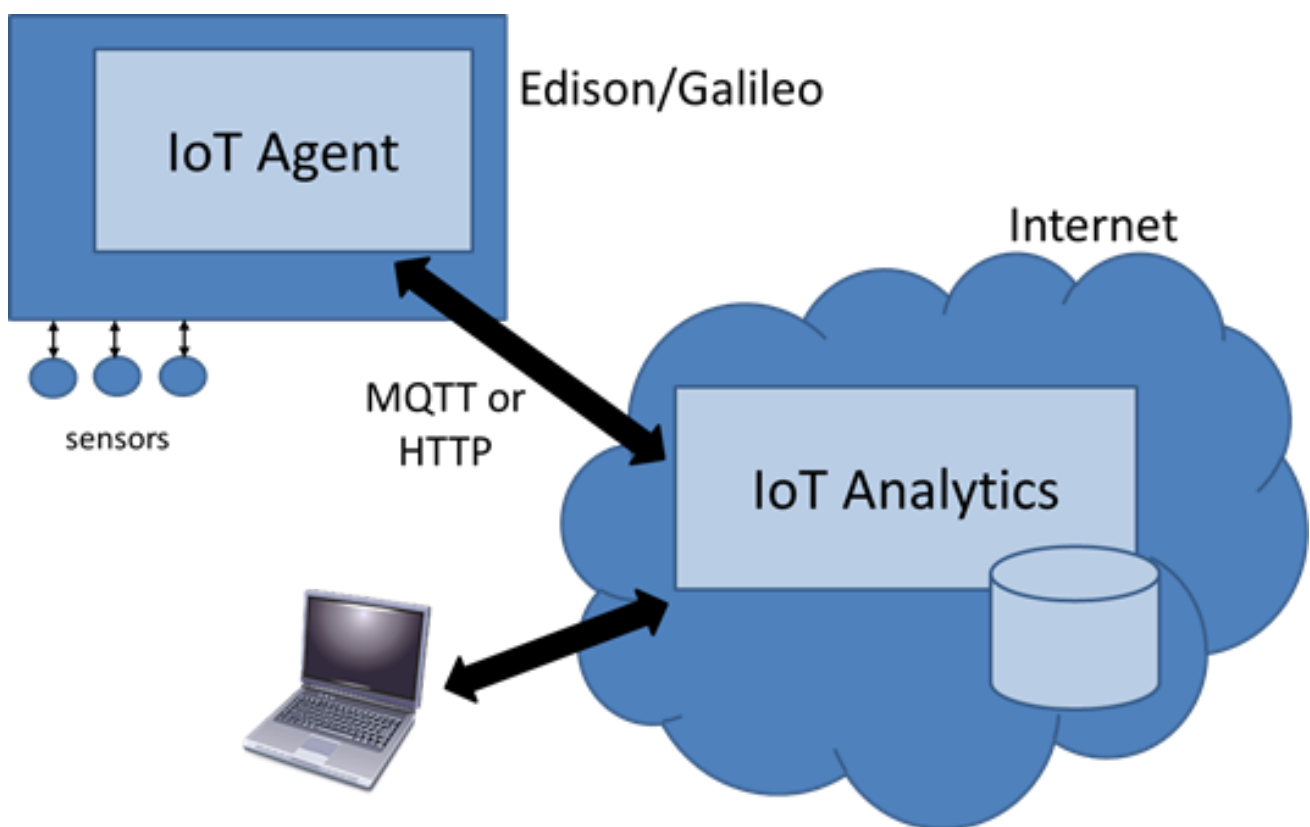 IoT Agent
Edison/Galileo
Internet
MQTT or
HTTP
sensors
IoT Analytics